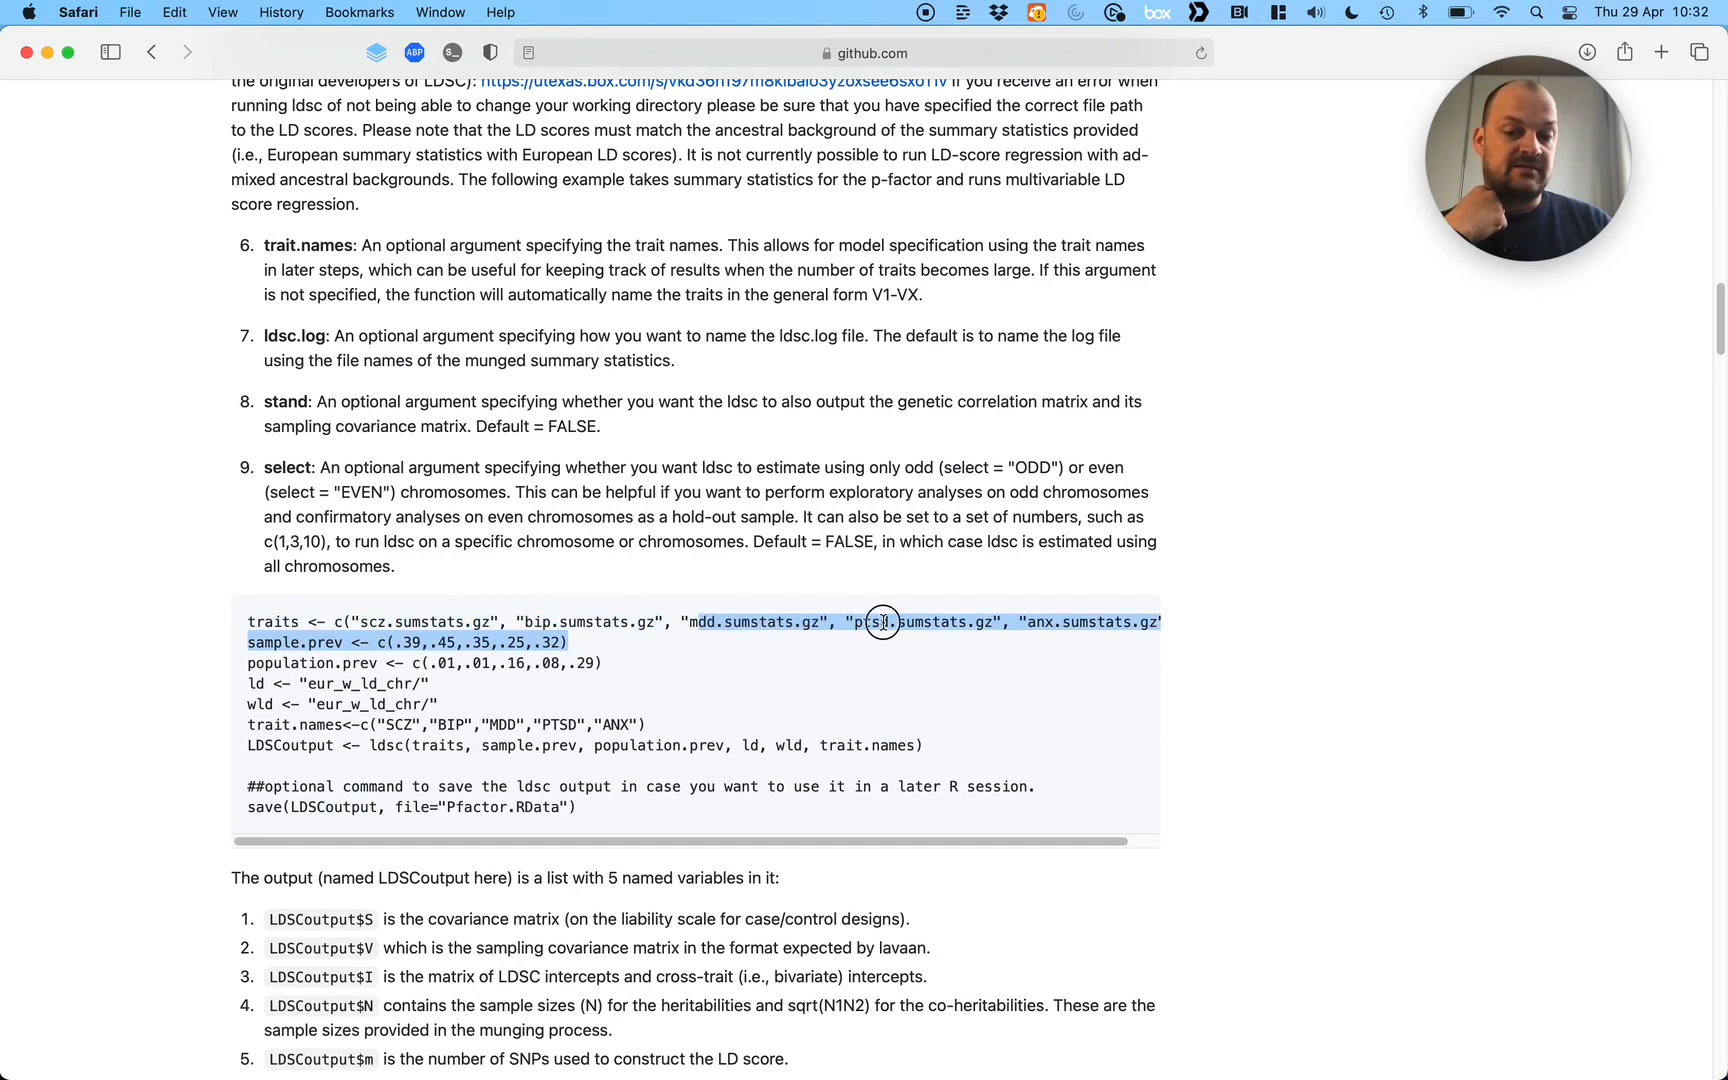 Safari File Edit View History Bookmarks Window Help box Thu 29 Apr 10:32
ABP github.com
the original developers of LDSC):
running ldsc of not being able to change your working directory please be sure that you have specified the correct file path
to the LD scores. Please note that the LD scores must match the ancestral background of the summary statistics provided
(i.e., European summary statistics with European LD scores). It is not currently possible to run LD-score regression with ad-
mixed ancestral backgrounds. The following example takes summary statistics for the p-factor and runs multivariable LD
score regression.
6. trait.names: An optional argument specifying the trait names. This allows for model specification using the trait names
in later steps, which can be useful for keeping track of results when the number of traits becomes large. If this argument
is not specified, the function will automatically name the traits in the general form V1-VX.
7. ldsc.log: An optional argument specifying how you want to name the ldsc.log file. The default is to name the log file
using the file names of the munged summary statistics.
8. stand: An optional argument specifying whether you want the ldsc to also output the genetic correlation matrix and its
sampling covariance matrix. Default = FALSE.
9. select: An optional argument specifying whether you want ldsc to estimate using only odd (select = "ODD") or even
(select = "EVEN") chromosomes. This can be helpful if you want to perform exploratory analyses on odd chromosomes
and confirmatory analyses on even chromosomes as a hold-out sample. It can also be set to a set of numbers, such as
c(1,3,10), to run ldsc on a specific chromosome or chromosomes. Default = FALSE, in which case ldsc is estimated using
all chromosomes.
traits <- c("scz.sumstats.gz", "bip.sumstats.gz", "mdd.sumstats.gz", "ptsd.sumstats.gz", "anx.sumstats.gz"
sample.prev <- c(.39,.45,.35,.25,.32)
population.prev <- c(.01,.01,.16,.08,.29)
ld <- "eur_w_ld_chr/"
wld <- "eur_w_ld_chr/"
trait.names<-c("SCZ","BIP","MDD","PTSD","ANX")
LDSCoutput <- ldsc(traits, sample.prev, population.prev, ld, wld, trait.names)
##optional command to save the ldsc output in case you want to use it in a later R session.
save(LDSCoutput, file="Pfactor.RData")
The output (named LDSCoutput here) is a list with 5 named variables in it:
1. LDSCoutput$S is the covariance matrix (on the liability scale for case/control designs).
2. LDSCoutput$V which is the sampling covariance matrix in the format expected by lavaan.
3. LDSCoutput$I is the matrix of LDSC intercepts and cross-trait (i.e., bivariate) intercepts.
4. LDSCoutput$N contains the sample sizes (N) for the heritabilities and sqrt(N1N2) for the co-heritabilities. These are the
sample sizes provided in the munging process.
5. LDSCoutput$m is the number of SNPs used to construct the LD score.